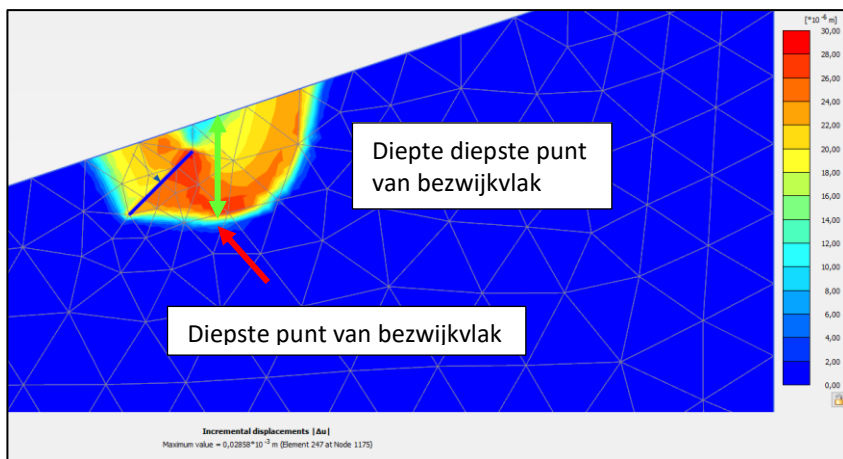 [*10⁻⁶ m]
30,00
28,00
26,00
24,00
22,00
20,00
18,00
16,00
14,00
12,00
10,00
8,00
6,00
4,00
2,00
0,00
Diepte diepste punt
van bezwijkvlak
Diepste punt van bezwijkvlak
Incremental displacements |Δu|
Maximum value = 0,02858*10⁻³ m (Element 247 at Node 1175)